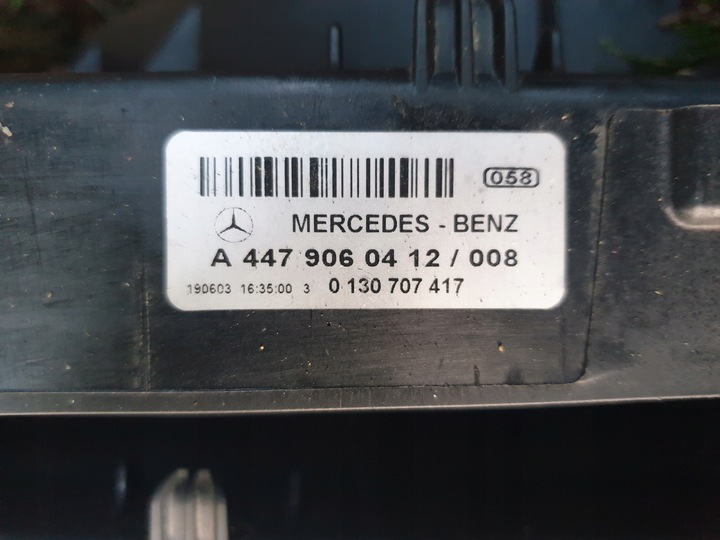 058
MERCEDES - BENZ
A 447 906 04 12 / 008
190603 16:35:00 3 0 130 707 417